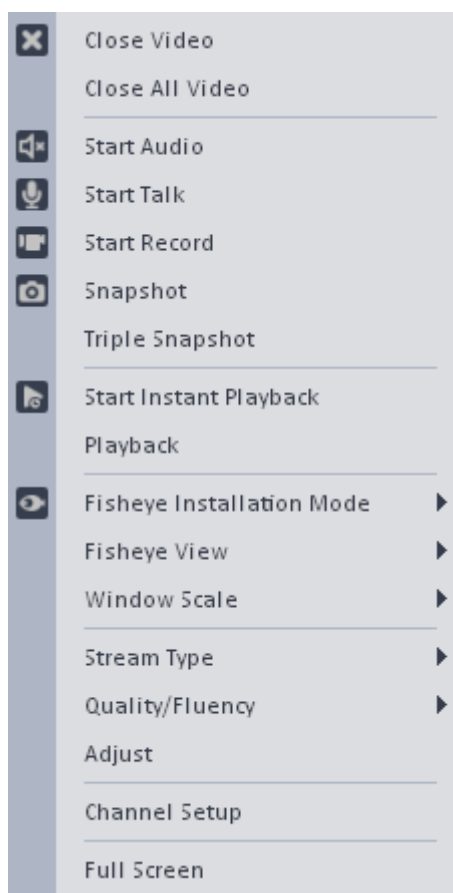 Close Video
Close All Video
Start Audio
Start Talk
Start Record
Snapshot
Triple Snapshot
Start Instant Playback
Playback
Fisheye Installation Mode
Fisheye View
Window Scale
Stream Type
Quality/Fluency
Adjust
Channel Setup
Full Screen